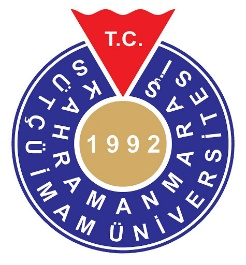 T.C.
KAHRAMANMARAŞ
SÜTÇÜ İMAM ÜNİVERSİTESİ
1992